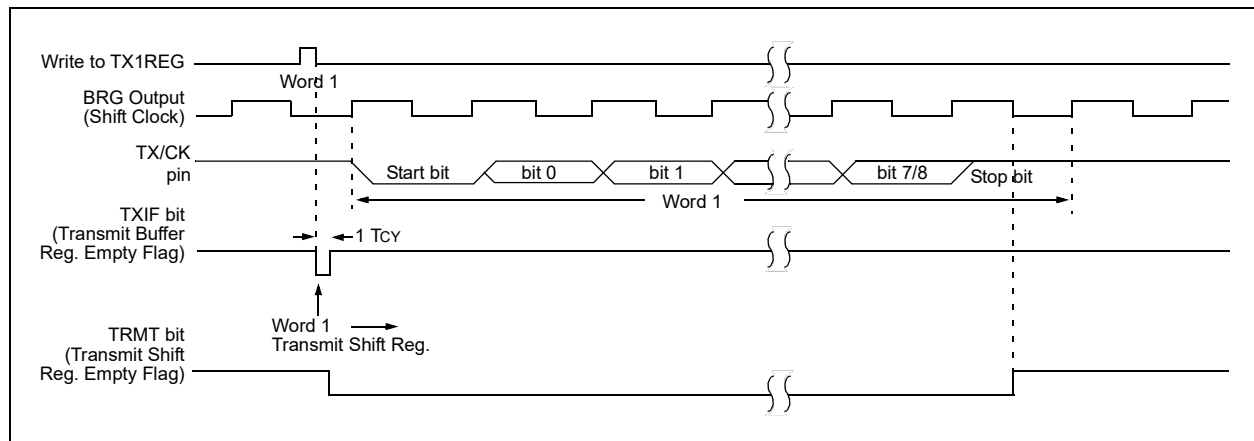 Write to TX1REG
Word 1
BRG Output
(Shift Clock)
TX/CK
pin
Start bit
bit 0
bit 1
bit 7/8
Stop bit
Word 1
TXIF bit
(Transmit Buffer
Reg. Empty Flag)
1 TCY
Word 1
Transmit Shift Reg.
TRMT bit
(Transmit Shift
Reg. Empty Flag)